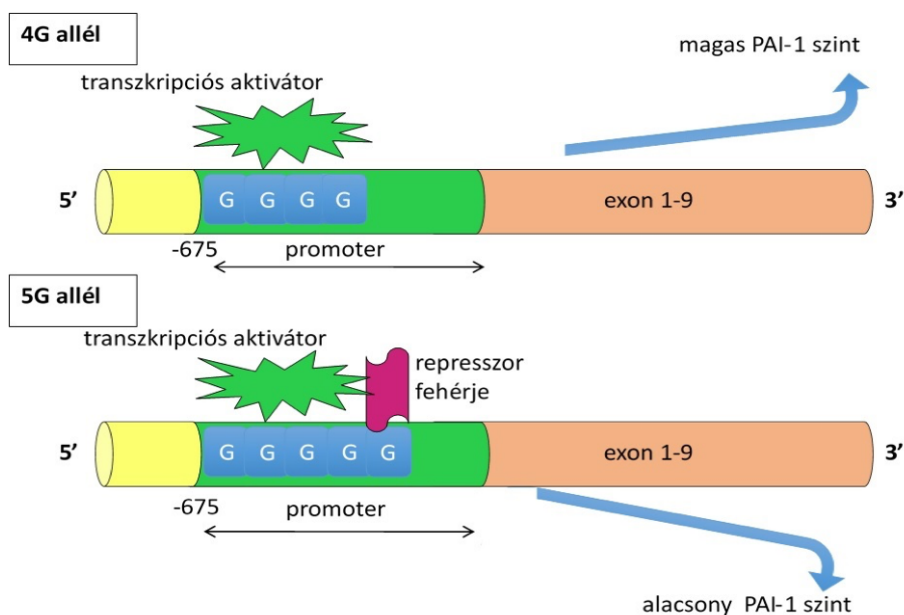 4G allél
magas PAI-1 szint
transzkripciós aktivátor
5’
G G G G
exon 1-9
3’
-675
promoter
5G allél
transzkripciós aktivátor
represszor
fehérje
5’
G G G G G
exon 1-9
3’
-675
promoter
alacsony PAI-1 szint